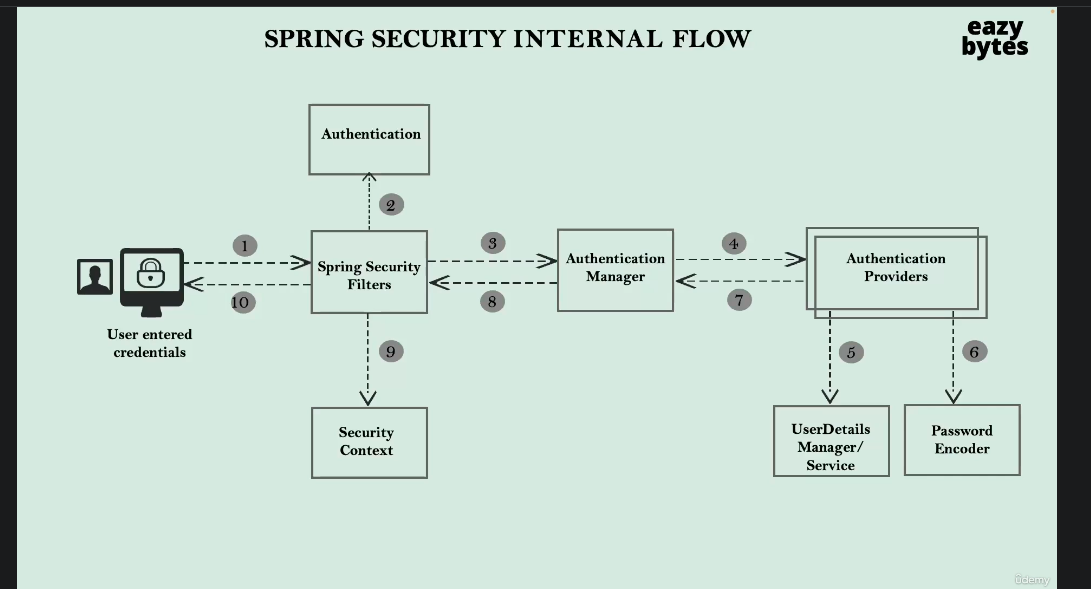 SPRING SECURITY INTERNAL FLOW
eazy
bytes
Authentication
2
1
3
4
Spring Security
Filters
Authentication
Manager
Authentication
Providers
10
8
7
User entered
credentials
9
5
6
Security
Context
UserDetails
Manager/
Service
Password
Encoder
ûdemy